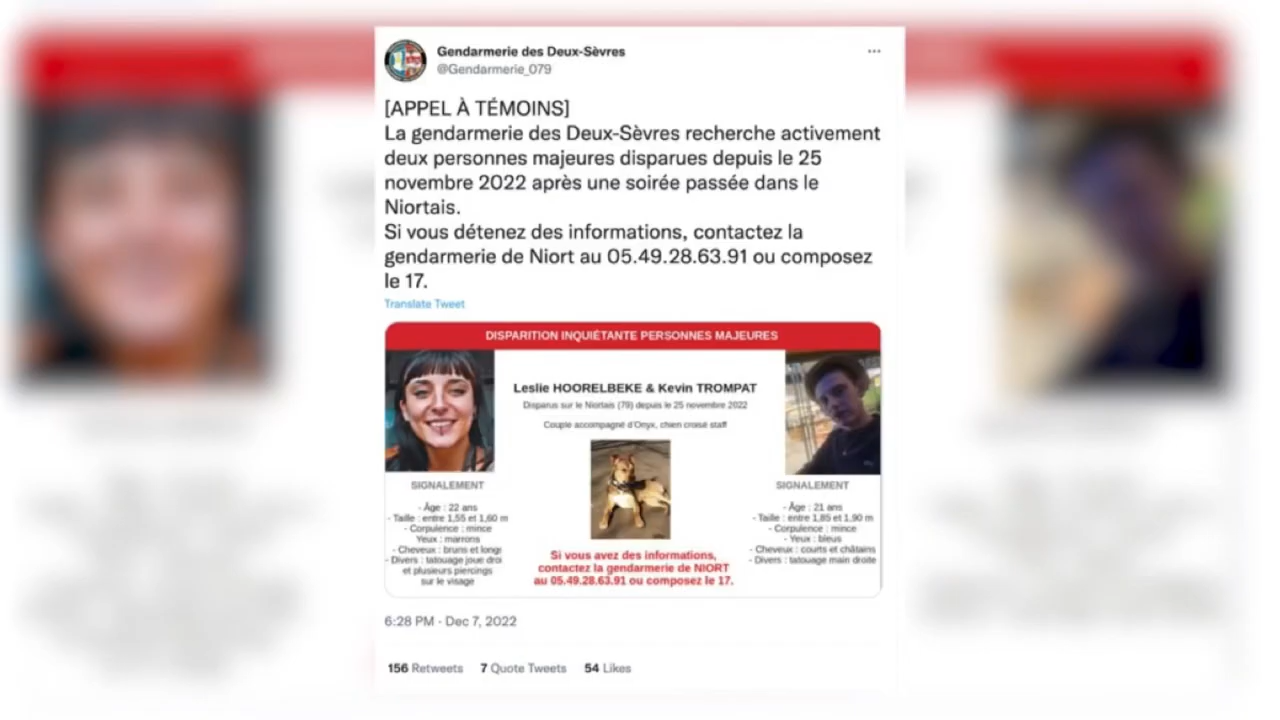 Gendarmerie des Deux-Sèvres
@Gendarmerie_079
[APPEL À TÉMOINS]
La gendarmerie des Deux-Sèvres recherche activement
deux personnes majeures disparues depuis le 25
novembre 2022 après une soirée passée dans le
Niortais.
Si vous détenez des informations, contactez la
gendarmerie de Niort au 05.49.28.63.91 ou composez
le 17.
Translate Tweet
DISPARITION INQUIÉTANTE PERSONNES MAJEURES
Leslie HOORELBEKE & Kevin TROMPAT
Disparus sur le Niortais (79) depuis le 25 novembre 2022
Couple accompagné d'Onyx, chien croisé staff
SIGNALEMENT
- Âge : 22 ans
- Taille : entre 1,55 et 1,60 m
- Corpulence : mince
Yeux : marrons
- Cheveux : bruns et longs
- Divers : tatouage joue droi
et plusieurs piercings
sur le visage
Si vous avez des informations,
contactez la gendarmerie de NIORT
au 05.49.28.63.91 ou composez le 17.
SIGNALEMENT
- Âge : 21 ans
- Taille : entre 1,85 et 1,90 m
- Corpulence : mince
- Yeux : bleus
- Cheveux : courts et châtains
- Divers : tatouage main droite
6:28 PM · Dec 7, 2022
156 Retweets 7 Quote Tweets 54 Likes